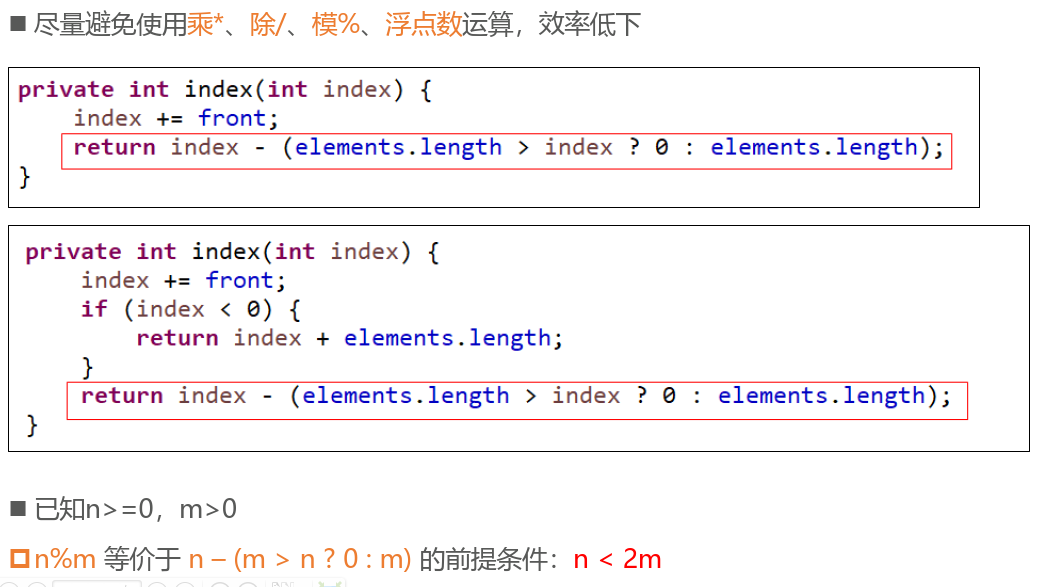 尽量避免使用乘*、除/、模%、浮点数运算，效率低下
private int index(int index) {
index += front;
return index - (elements.length > index ? 0 : elements.length);
}
private int index(int index) {
index += front;
if (index < 0) {
return index + elements.length;
}
return index - (elements.length > index ? 0 : elements.length);
}
已知n>=0，m>0
n%m 等价于 n – (m > n ? 0 : m) 的前提条件：n < 2m